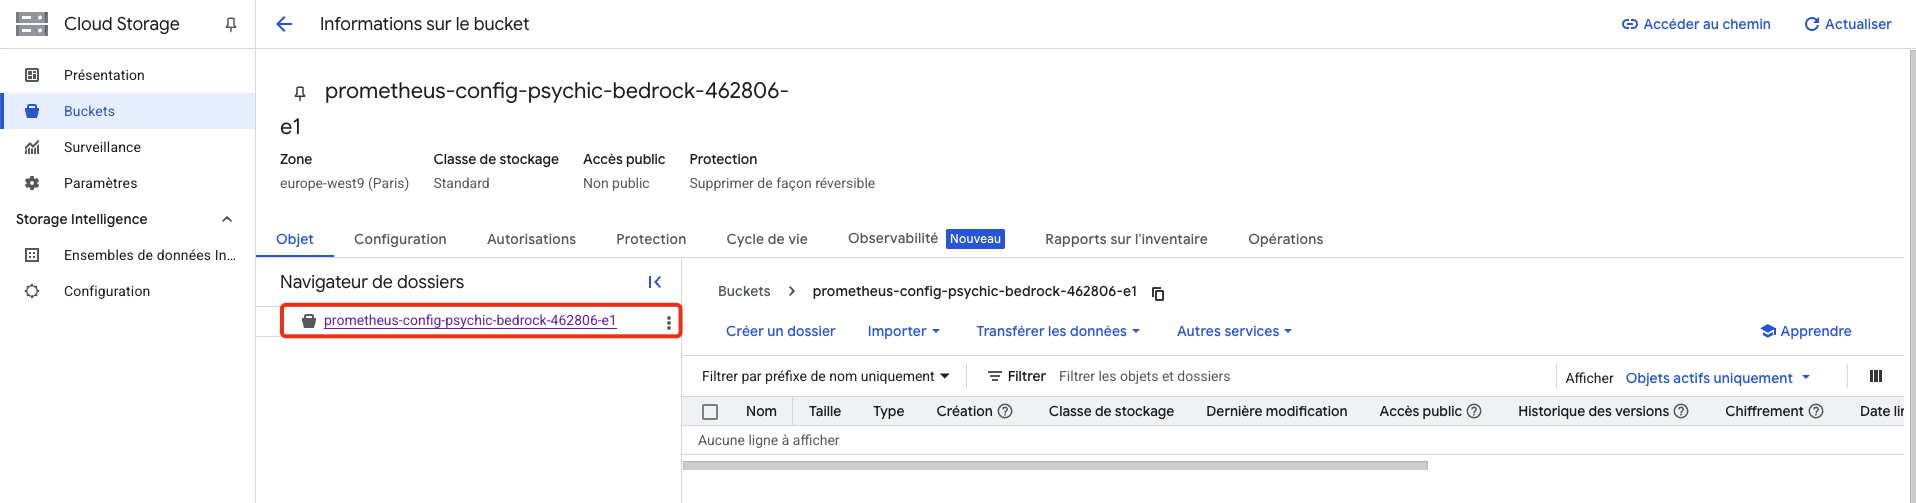 Cloud Storage
Informations sur le bucket
Accéder au chemin
Actualiser
Présentation
Buckets
Surveillance
Paramètres
Storage Intelligence
Ensembles de données In...
Configuration
prometheus-config-psychic-bedrock-462806-
e1
Zone Classe de stockage Accès public Protection
europe-west9 (Paris) Standard Non public Supprimer de façon réversible
Objet Configuration Autorisations Protection Cycle de vie Observabilité Nouveau Rapports sur l'inventaire Opérations
Navigateur de dossiers
prometheus-config-psychic-bedrock-462806-e1
Buckets > prometheus-config-psychic-bedrock-462806-e1
Créer un dossier Importer Transférer les données Autres services Apprendre
Filtrer par préfixe de nom uniquement Filtrer Filtrer les objets et dossiers Afficher Objets actifs uniquement
Nom Taille Type Création Classe de stockage Dernière modification Accès public Historique des versions Chiffrement Date lir
Aucune ligne à afficher